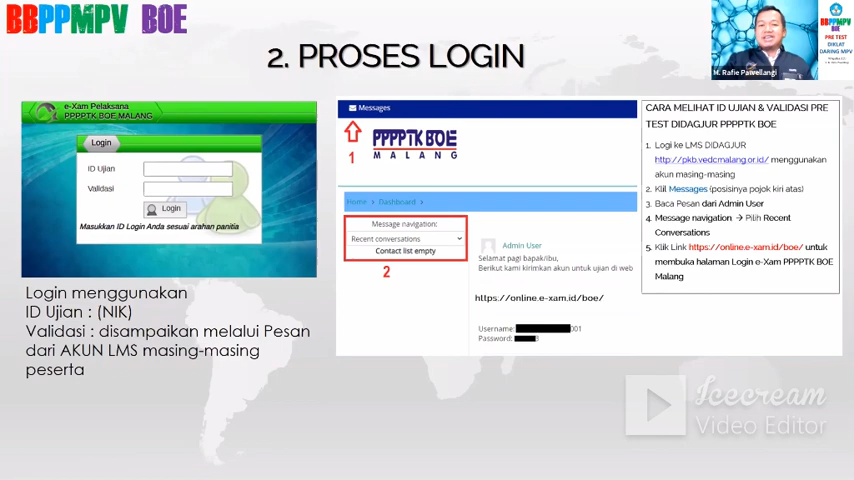 BBPPMPV BOE
2. PROSES LOGIN
BBPPMPV
BOE
PRE TEST
DIKLAT
DARING MPV
M. Rafie Pawellangi
e-Xam Pelaksana
PPPPTK BOE MALANG
Login
ID Ujian
Validasi
Login
Masukkan ID Login Anda sesuai arahan panitia
Login menggunakan
ID Ujian : (NIK)
Validasi : disampaikan melalui Pesan
dari AKUN LMS masing-masing
peserta
Messages
1
PPPPTK BOE
MALANG
Home > Dashboard >
Message navigation:
Recent conversations
Contact list empty
2
Admin User
Selamat pagi bapak/ibu,
Berikut kami kirimkan akun untuk ujian di web
https://online.e-xam.id/boe/
Username: 001
Password: 3
CARA MELIHAT ID UJIAN & VALIDASI PRE
TEST DIDAGJUR PPPPTK BOE
1. Logi ke LMS DIDAGJUR
http://pkb.vedcmalang.or.id/ menggunakan
akun masing-masing
2. Kliil Messages (posisinya pojok kiri atas)
3. Baca Pesan dari Admin User
4. Message navigation → Pilih Recent
Conversations
5. Klik Link https://online.e-xam.id/boe/ untuk
membuka halaman Login e-Xam PPPPTK BOE
Malang
Icecream
Video Editor